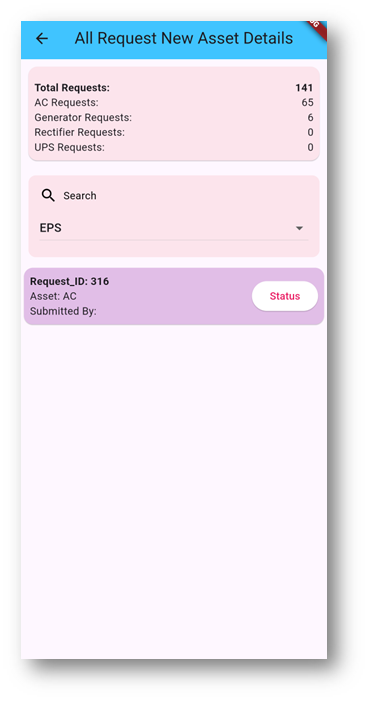 All Request New Asset Details
Total Requests: 141
AC Requests: 65
Generator Requests: 6
Rectifier Requests: 0
UPS Requests: 0
Search
EPS
Request_ID: 316
Asset: AC
Submitted By:
Status